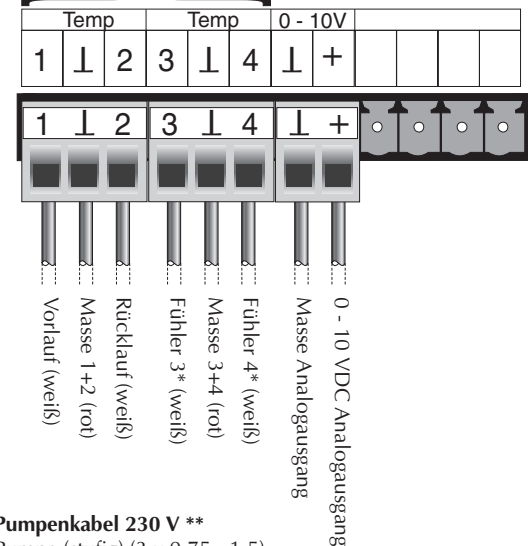 Temp Temp 0 - 10V
1 ⊥ 2 3 ⊥ 4 ⊥ +
1 ⊥ 2 3 ⊥ 4 ⊥ +
Vorlauf (weiß)
Masse 1+2 (rot)
Rücklauf (weiß)
Fühler 3* (weiß)
Masse 3+4 (rot)
Fühler 4* (weiß)
Masse Analogausgang
0 - 10 VDC Analogausgang
Pumpenkabel 230 V **